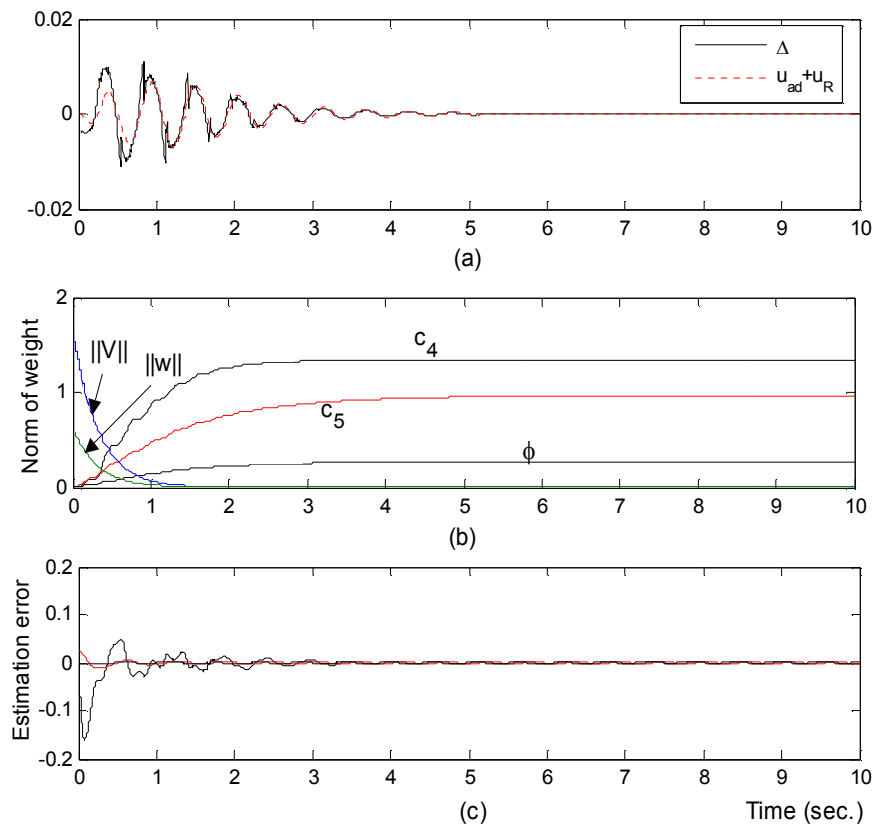 0.02
0
-0.02
Δ
u_ad+u_R
0 1 2 3 4 5 6 7 8 9 10
(a)
Norm of weight
2
1
0
||V||
||w||
c_4
c_5
ϕ
0 1 2 3 4 5 6 7 8 9 10
(b)
Estimation error
0.2
0.1
0
-0.1
-0.2
0 1 2 3 4 5 6 7 8 9 10
(c) Time (sec.)